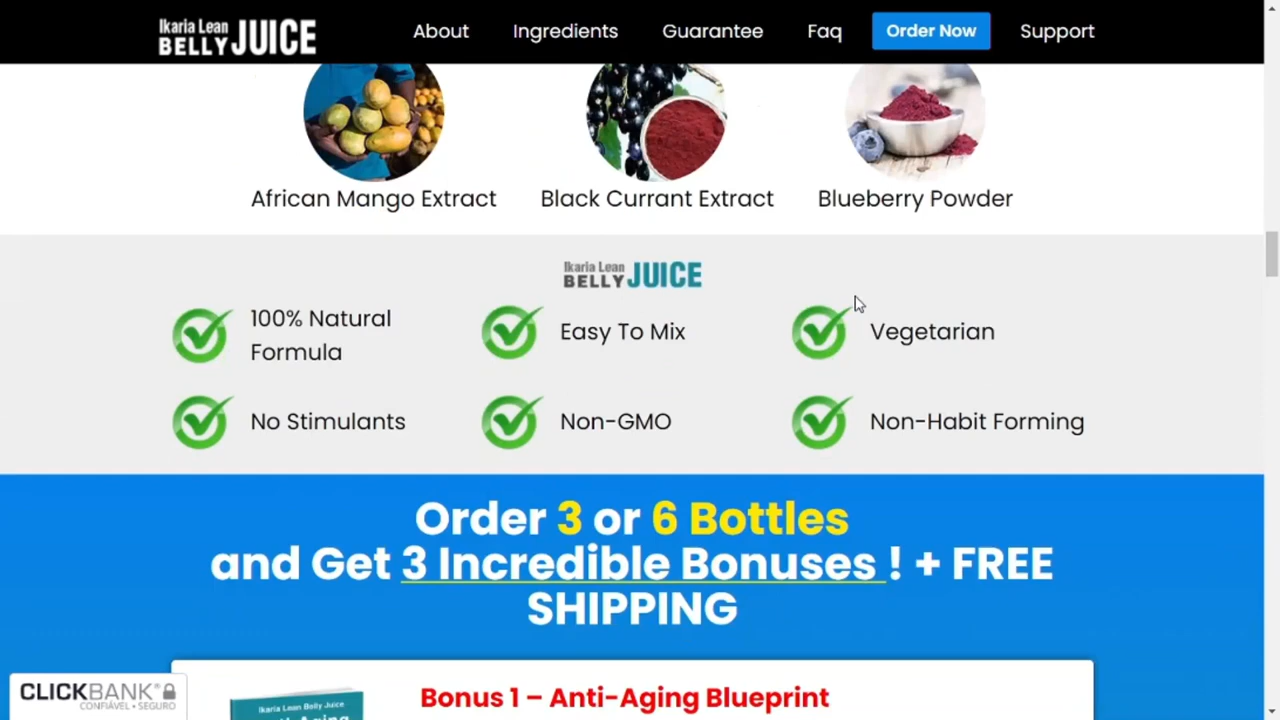 Ikaria Lean
BELLY JUICE
About
Ingredients
Guarantee
Faq
Order Now
Support
African Mango Extract
Black Currant Extract
Blueberry Powder
Ikaria Lean
BELLY JUICE
100% Natural
Formula
Easy To Mix
Vegetarian
No Stimulants
Non-GMO
Non-Habit Forming
Order 3 or 6 Bottles
and Get 3 Incredible Bonuses ! + FREE
SHIPPING
Bonus 1 – Anti-Aging Blueprint
Ikaria Lean Belly Juice
Anti-Aging
CLICKBANK®
CONFIÁVEL • SEGURO